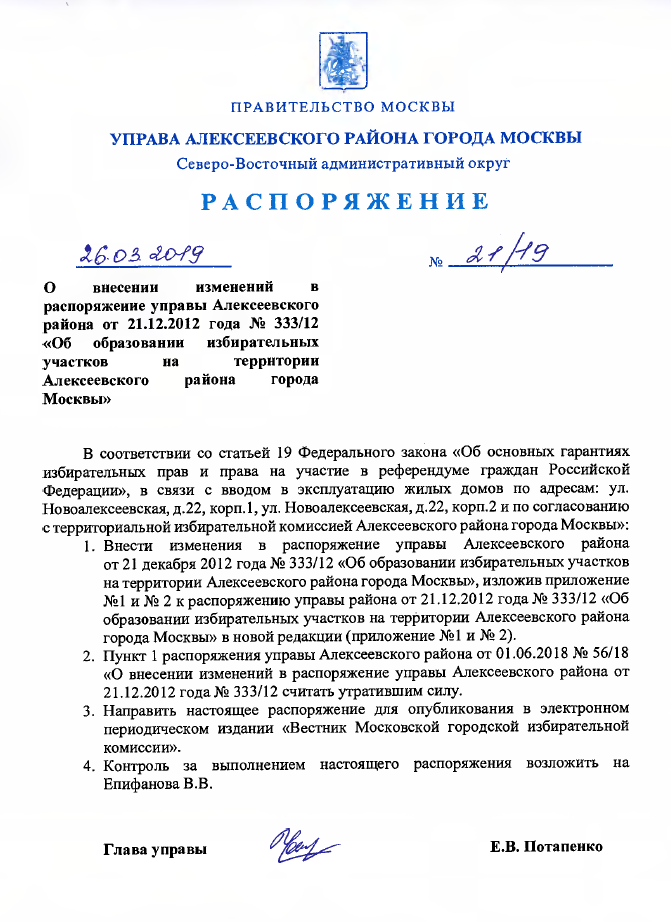 ПРАВИТЕЛЬСТВО МОСКВЫ
УПРАВА АЛЕКСЕЕВСКОГО РАЙОНА ГОРОДА МОСКВЫ
Северо-Восточный административный округ
РАСПОРЯЖЕНИЕ
26.03.2019
№ 21/19
О внесении изменений в
распоряжение управы Алексеевского
района от 21.12.2012 года № 333/12
«Об образовании избирательных
участков на территории
Алексеевского района города
Москвы»
В соответствии со статьей 19 Федерального закона «Об основных гарантиях
избирательных прав и права на участие в референдуме граждан Российской
Федерации», в связи с вводом в эксплуатацию жилых домов по адресам: ул.
Новоалексеевская, д.22, корп.1, ул. Новоалексеевская, д.22, корп.2 и по согласованию
с территориальной избирательной комиссией Алексеевского района города Москвы»:
1. Внести изменения в распоряжение управы Алексеевского района
от 21 декабря 2012 года № 333/12 «Об образовании избирательных участков
на территории Алексеевского района города Москвы», изложив приложение
№1 и № 2 к распоряжению управы района от 21.12.2012 года № 333/12 «Об
образовании избирательных участков на территории Алексеевского района
города Москвы» в новой редакции (приложение №1 и № 2).
2. Пункт 1 распоряжения управы Алексеевского района от 01.06.2018 № 56/18
«О внесении изменений в распоряжение управы Алексеевского района от
21.12.2012 года № 333/12 считать утратившим силу.
3. Направить настоящее распоряжение для опубликования в электронном
периодическом издании «Вестник Московской городской избирательной
комиссии».
4. Контроль за выполнением настоящего распоряжения возложить на
Епифанова В.В.
Глава управы
Е.В. Потапенко